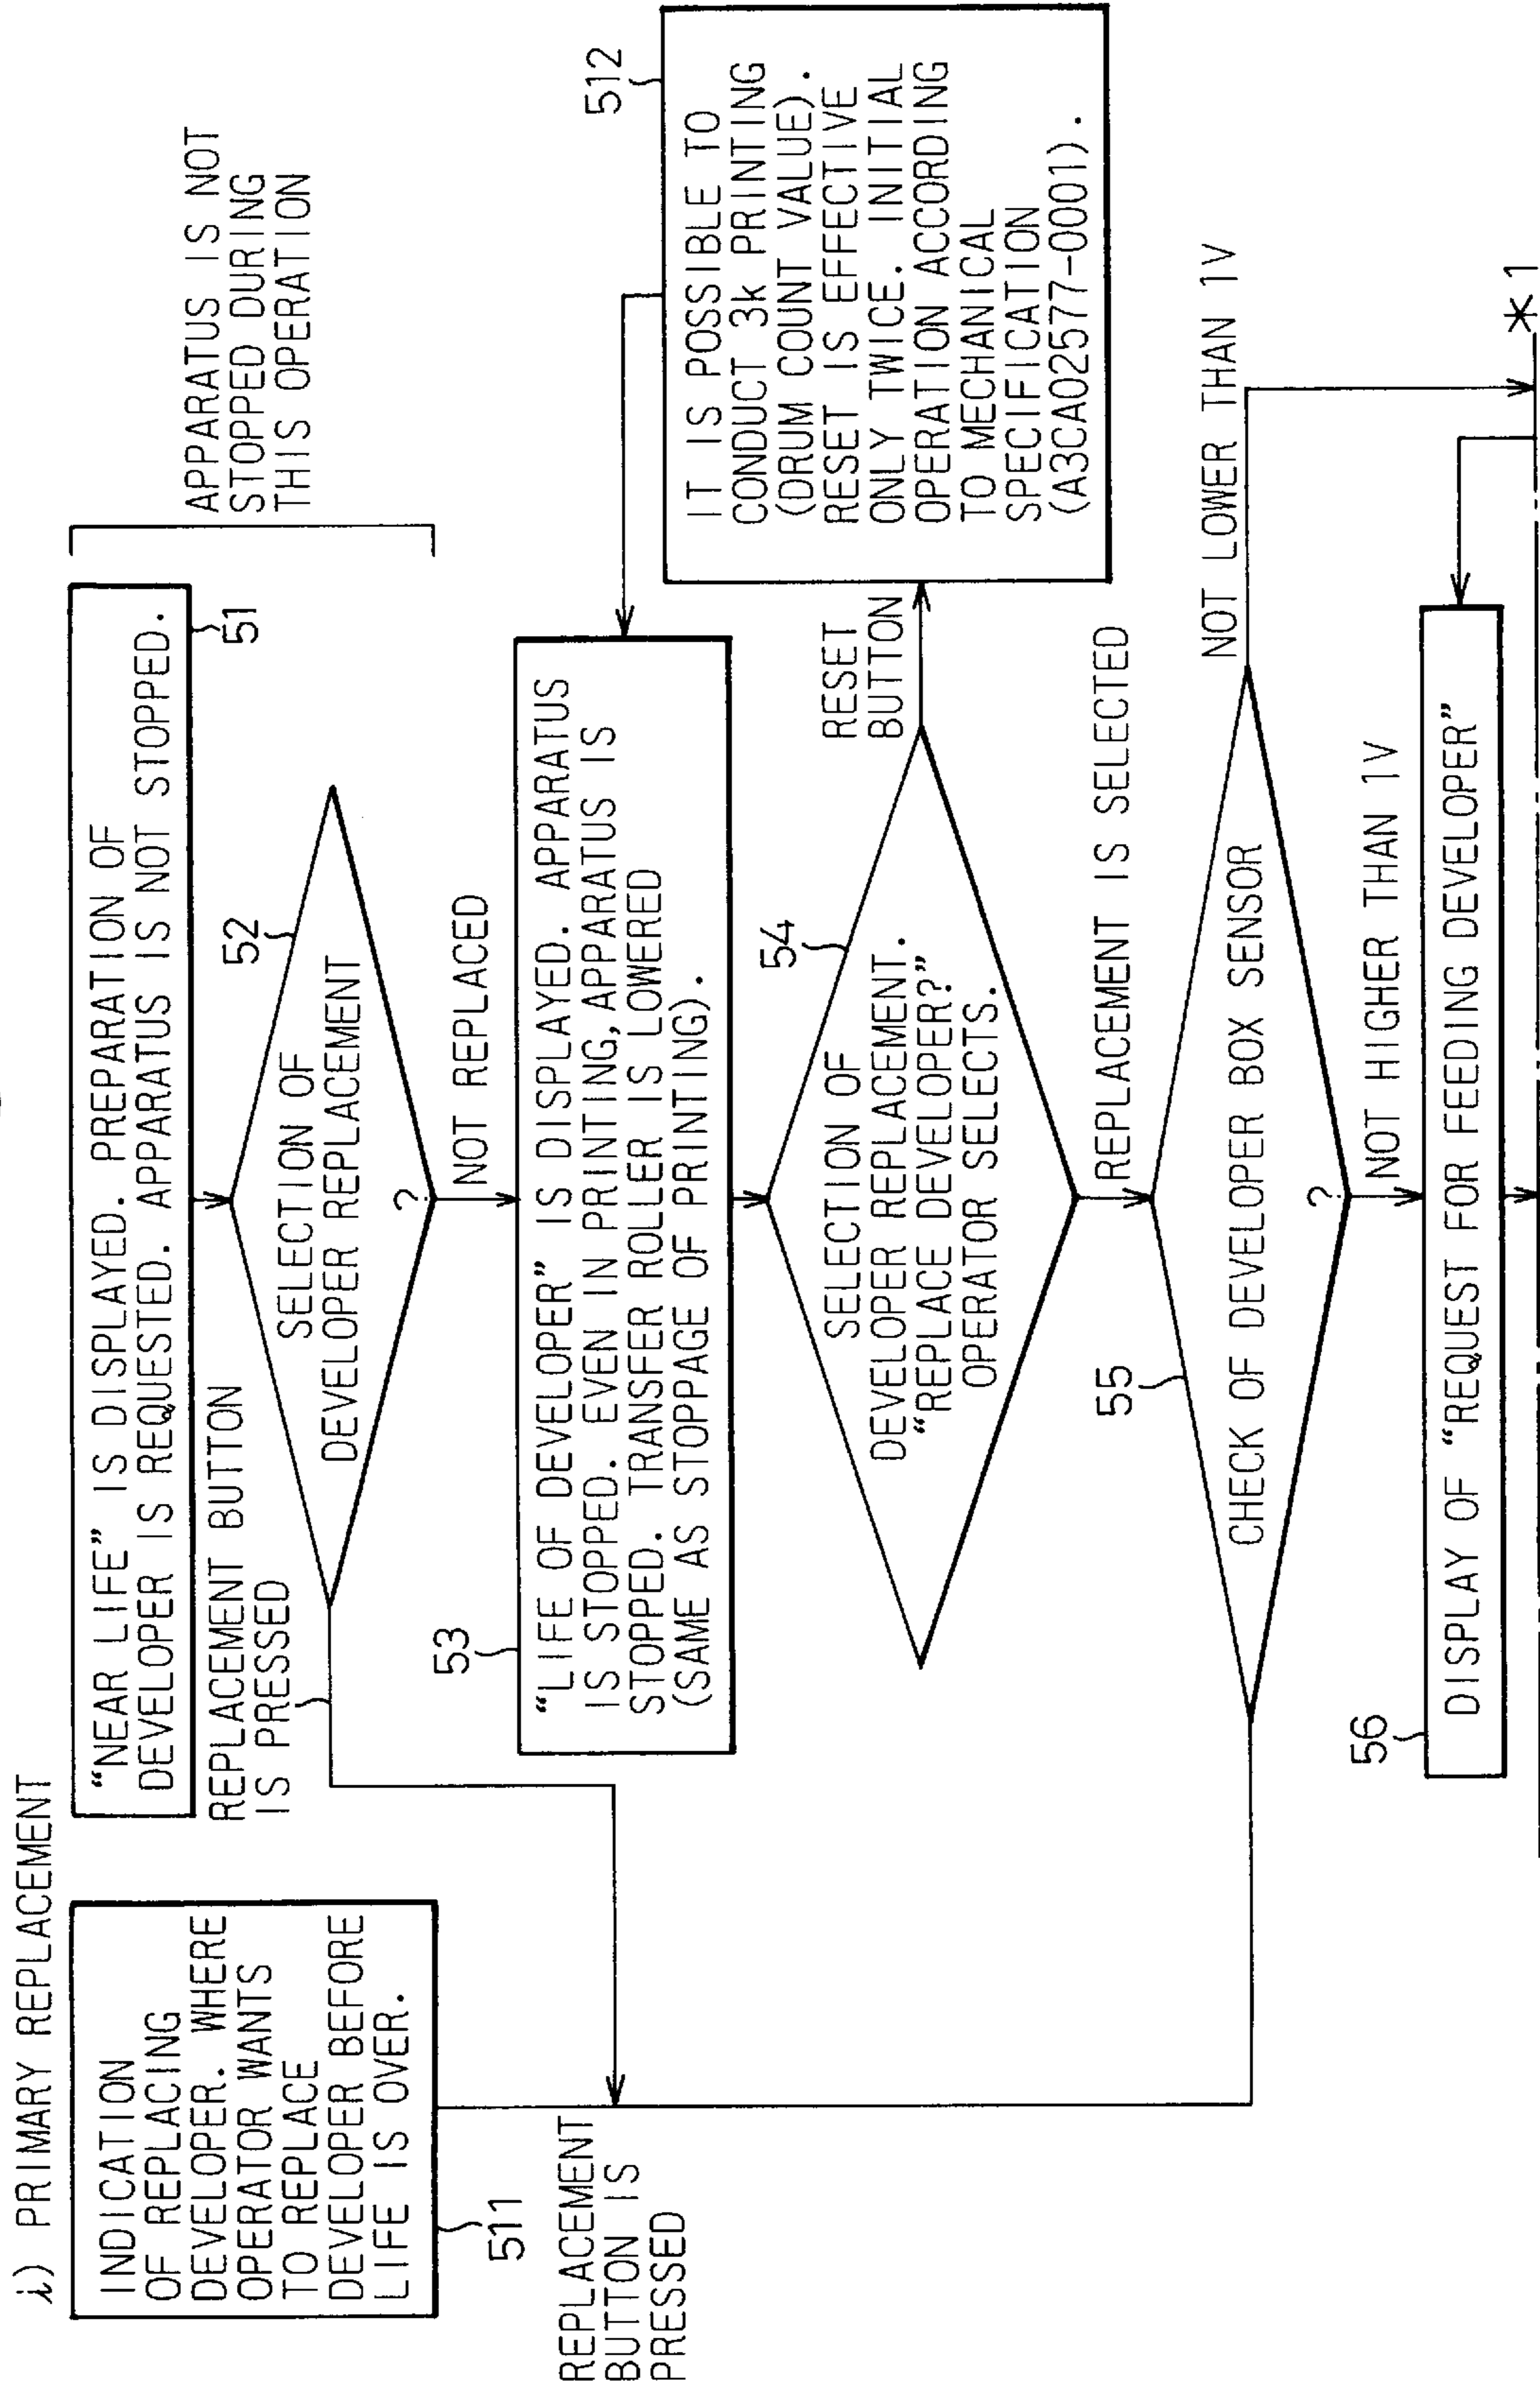 i) PRIMARY REPLACEMENT
INDICATION
OF REPLACING
DEVELOPER. WHERE
OPERATOR WANTS
TO REPLACE
DEVELOPER BEFORE
LIFE IS OVER.
511
REPLACEMENT
BUTTON IS
PRESSED
“NEAR LIFE” IS DISPLAYED. PREPARATION OF
DEVELOPER IS REQUESTED. APPARATUS IS NOT STOPPED.
51
APPARATUS IS NOT
STOPPED DURING
THIS OPERATION
REPLACEMENT BUTTON
IS PRESSED
52
SELECTION OF
DEVELOPER REPLACEMENT
?
NOT REPLACED
53
“LIFE OF DEVELOPER” IS DISPLAYED. APPARATUS
IS STOPPED. EVEN IN PRINTING, APPARATUS IS
STOPPED. TRANSFER ROLLER IS LOWERED
(SAME AS STOPPAGE OF PRINTING).
54
SELECTION OF
DEVELOPER REPLACEMENT.
“REPLACE DEVELOPER?”
OPERATOR SELECTS.
RESET
BUTTON
512
IT IS POSSIBLE TO
CONDUCT 3k PRINTING
(DRUM COUNT VALUE).
RESET IS EFFECTIVE
ONLY TWICE. INITIAL
OPERATION ACCORDING
TO MECHANICAL
SPECIFICATION
(A3CA02577-0001).
REPLACEMENT IS SELECTED
55
CHECK OF DEVELOPER BOX SENSOR
?
NOT LOWER THAN 1V
NOT HIGHER THAN 1V
56
DISPLAY OF “REQUEST FOR FEEDING DEVELOPER”
*1